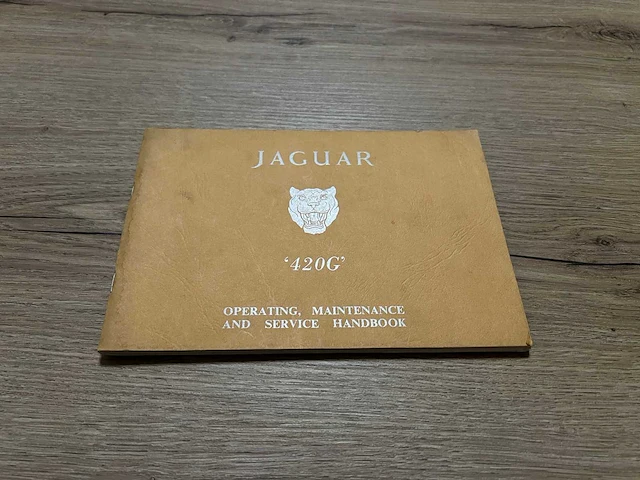 JAGUAR
‘420G’
OPERATING, MAINTENANCE
AND SERVICE HANDBOOK